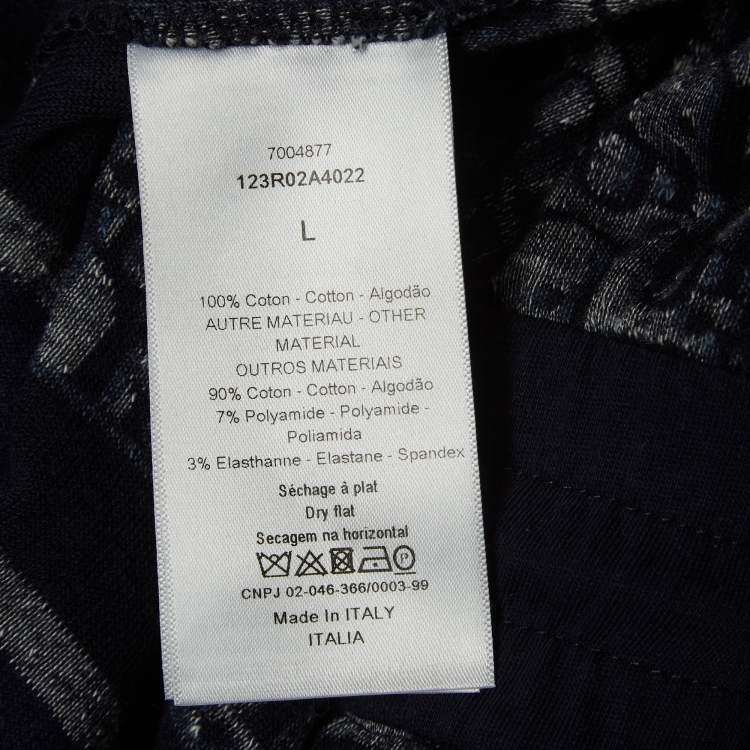 7004877
123R02A4022
L
100% Coton - Cotton - Algodão
AUTRE MATERIAU - OTHER
MATERIAL
OUTROS MATERIAIS
90% Coton - Cotton - Algodão
7% Polyamide - Polyamide -
Poliamida
3% Elasthanne - Elastane - Spandex
Séchage à plat
Dry flat
Secagem na horizontal
P
CNPJ 02-046-366/0003-99
Made In ITALY
ITALIA